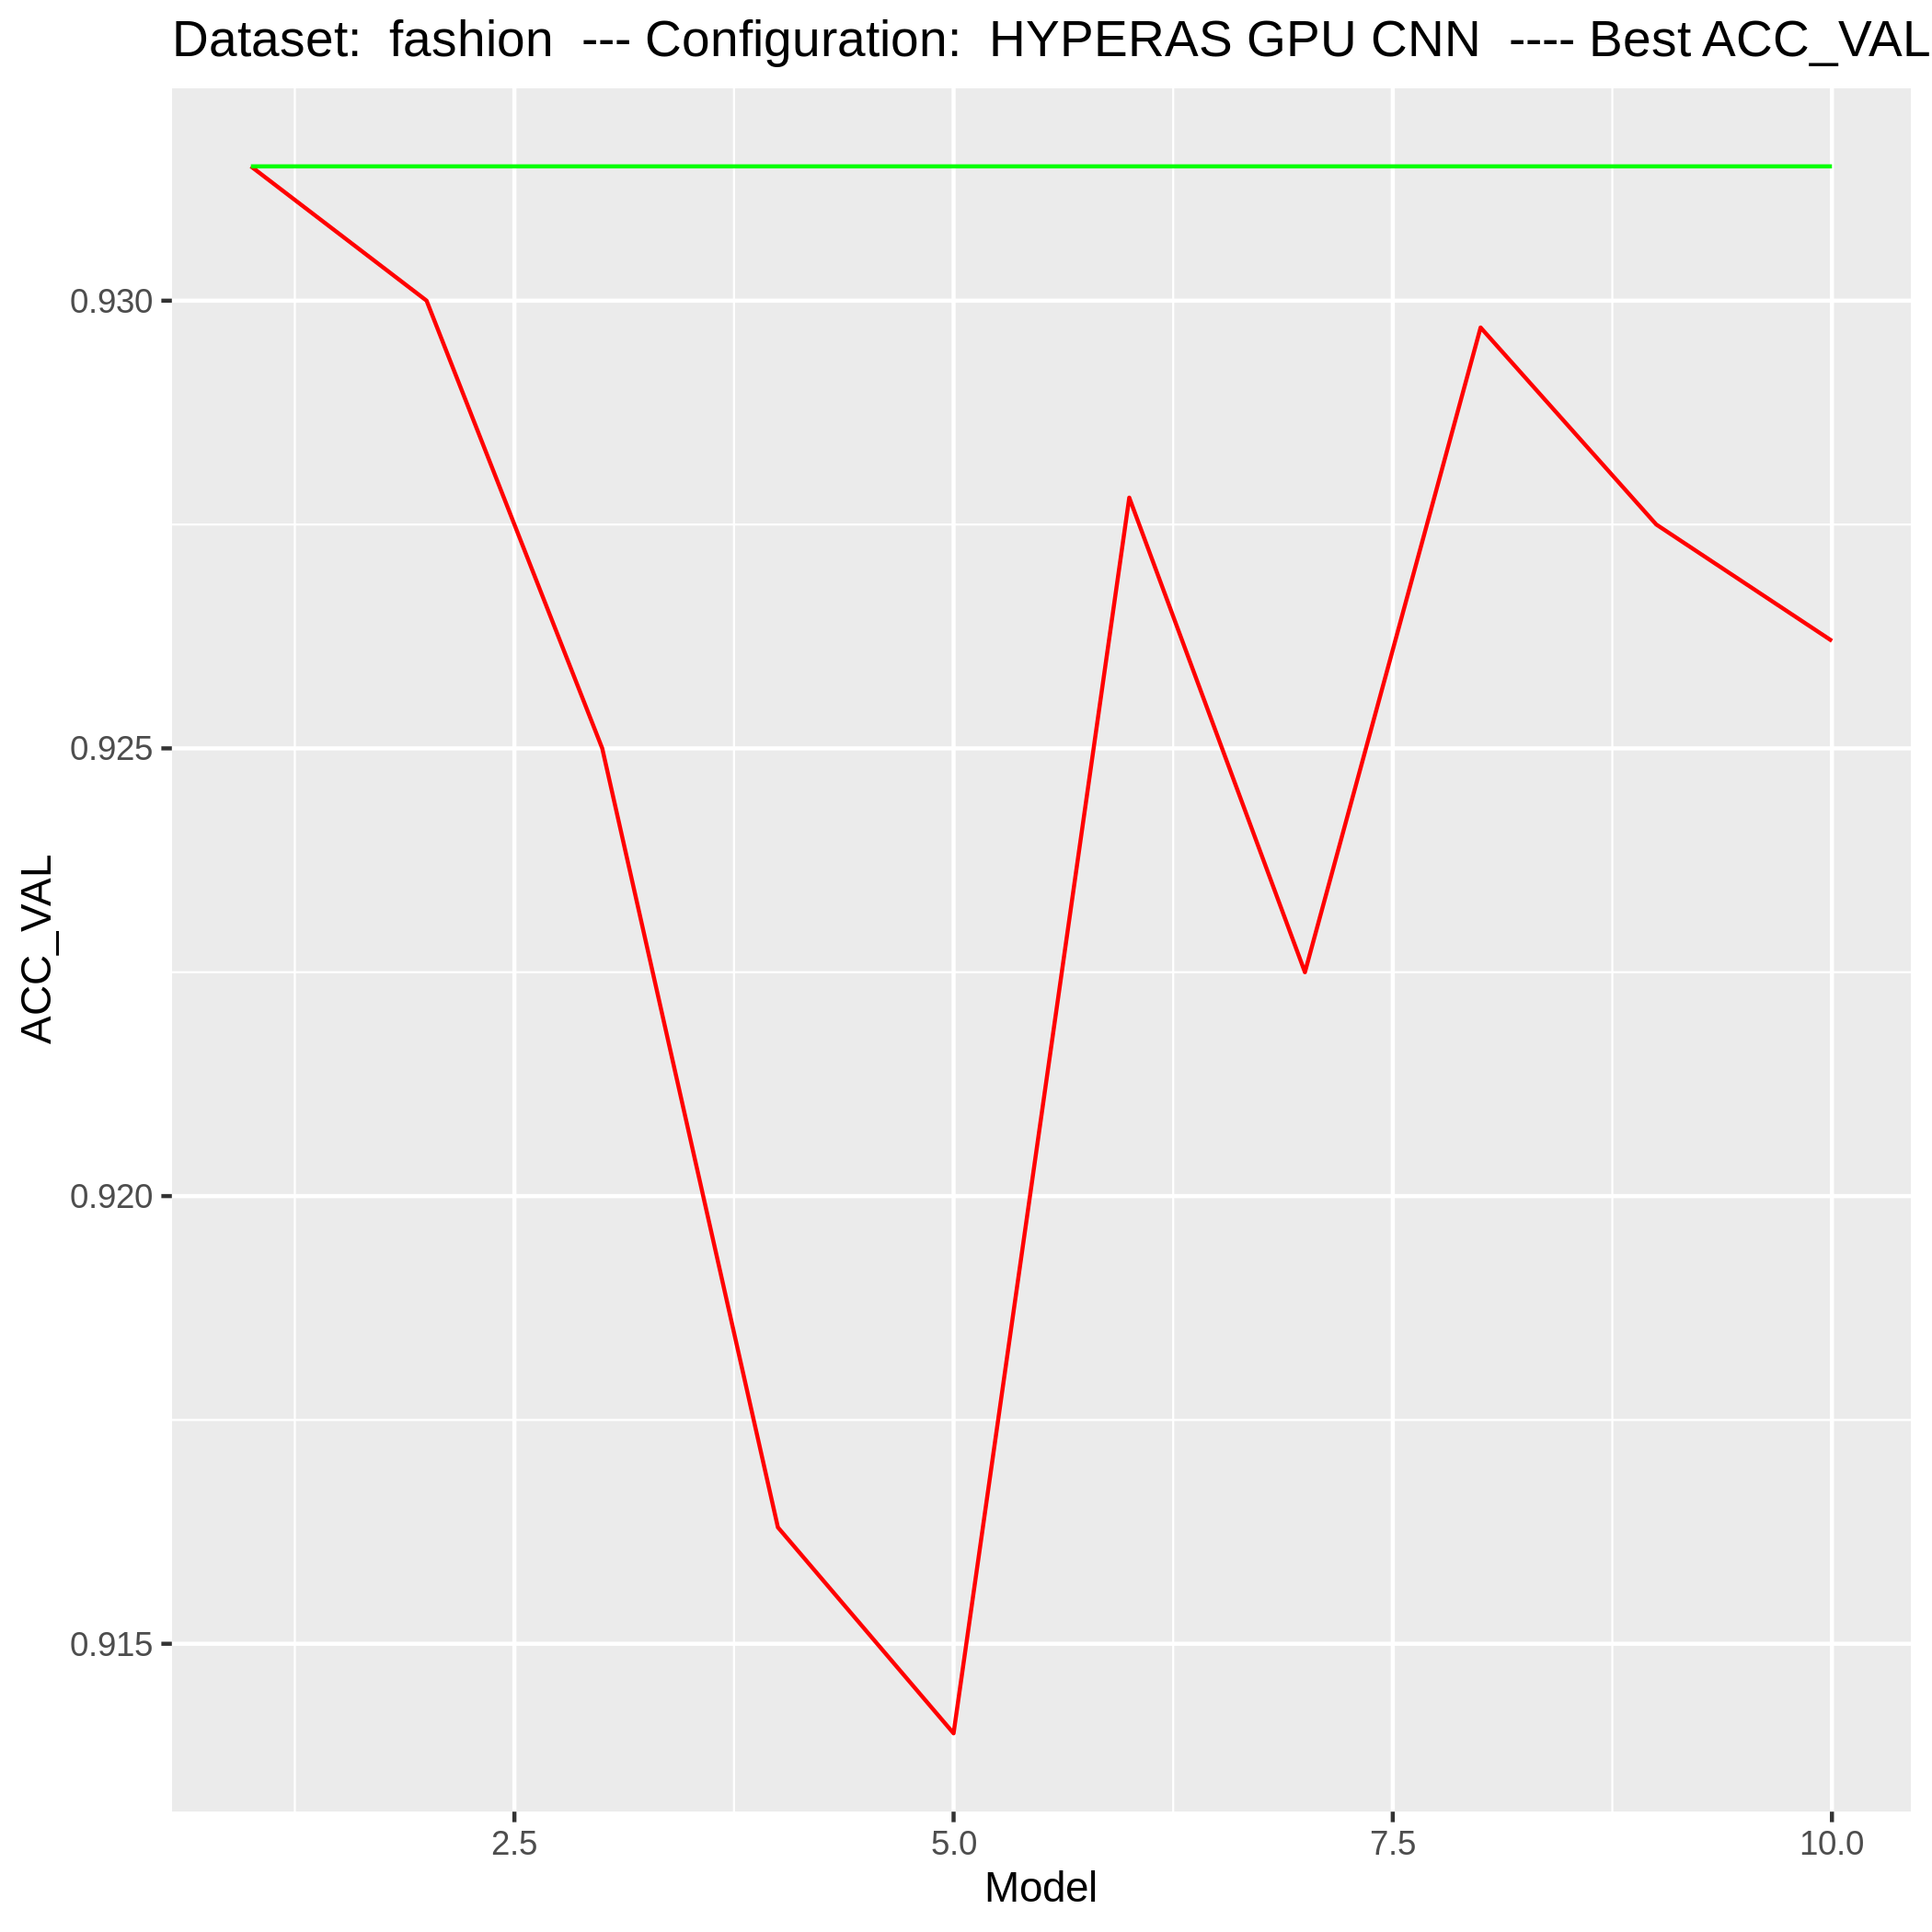 Dataset:  fashion  --- Configuration:  HYPERAS GPU CNN  ---- Best ACC_VAL
0.930
0.925
ACC_VAL
0.920
0.915
2.5 5.0 7.5 10.0
Model